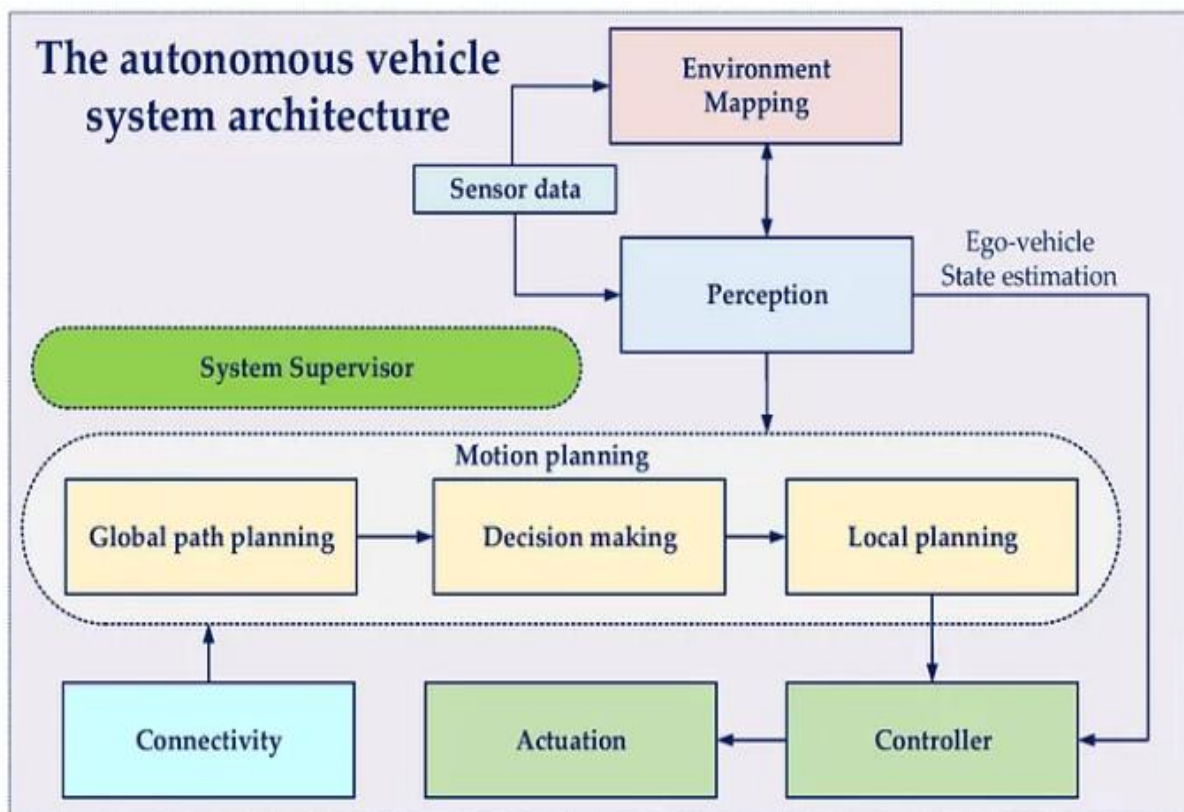 The autonomous vehicle
system architecture
Environment
Mapping
Sensor data
Ego-vehicle
State estimation
Perception
System Supervisor
Motion planning
Global path planning
Decision making
Local planning
Connectivity
Actuation
Controller